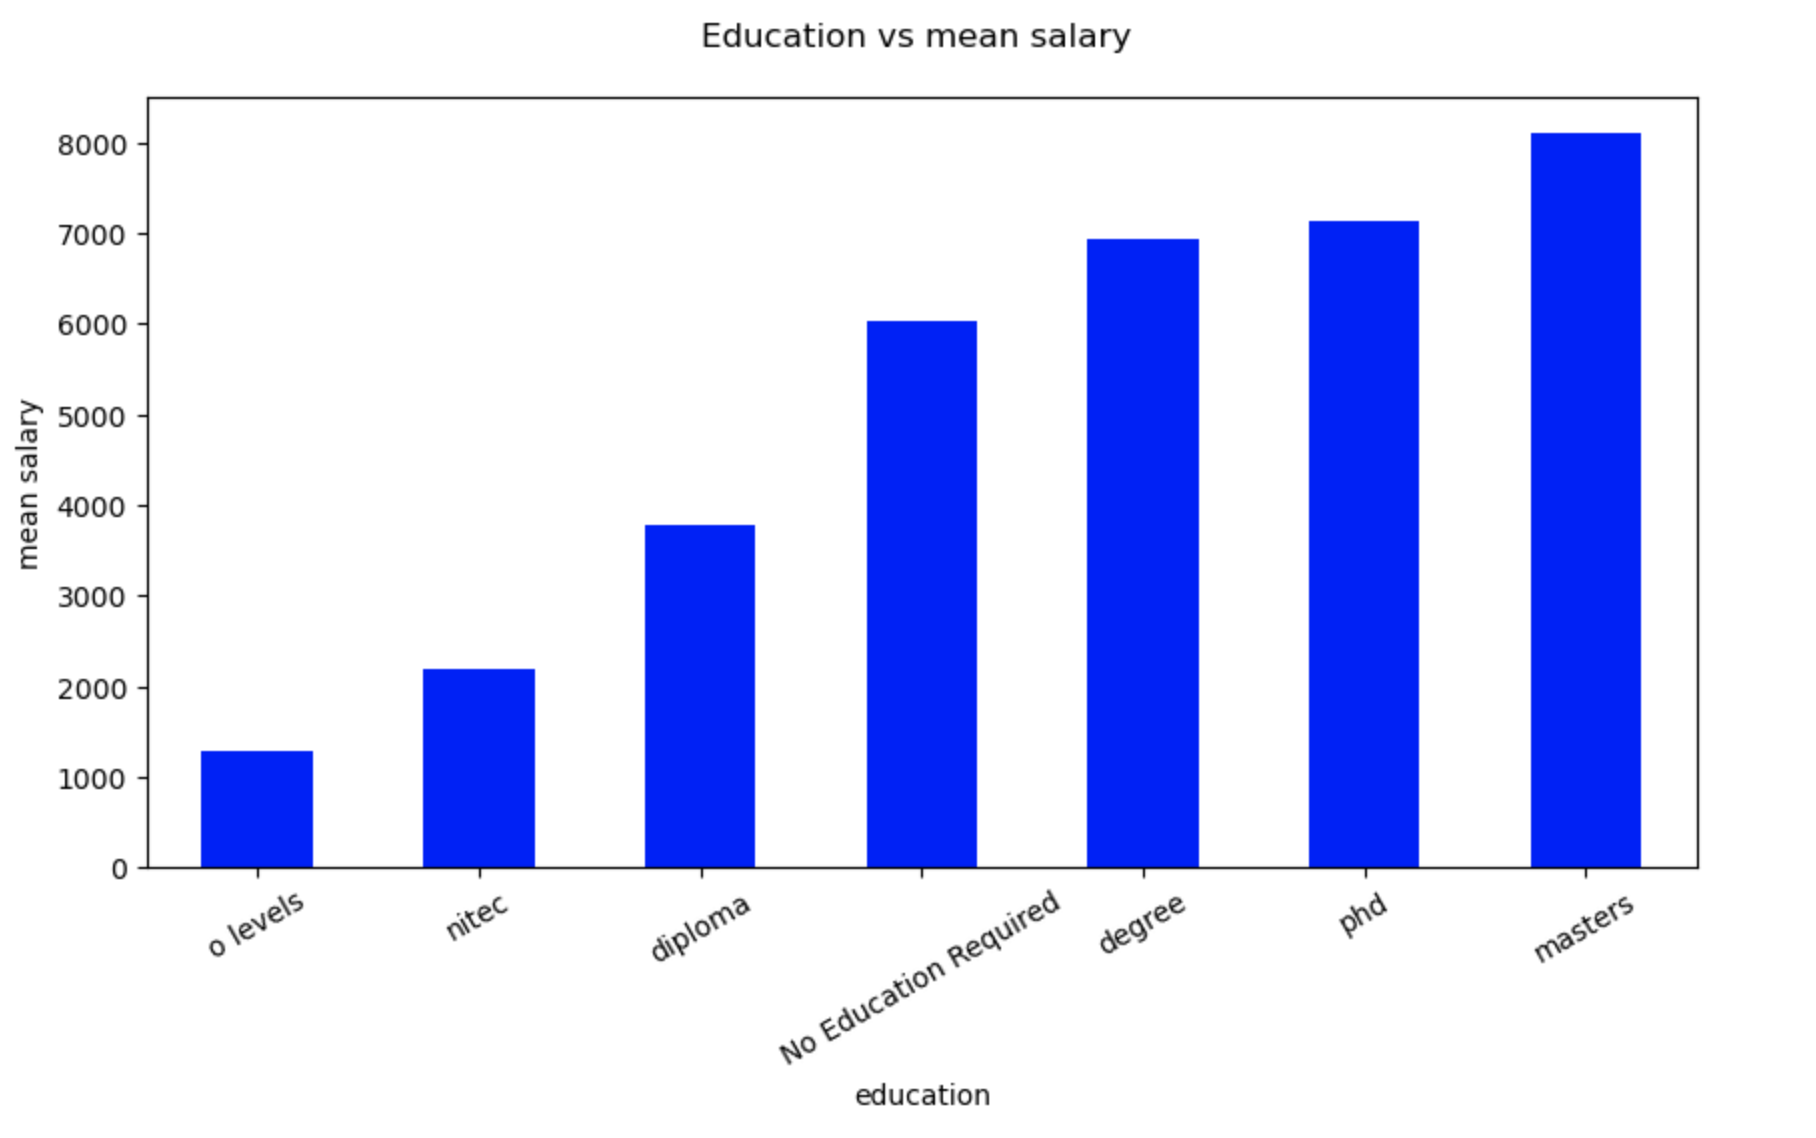 Education vs mean salary
8000
7000
6000
5000
4000
3000
2000
1000
0
mean salary
o levels
nitec
diploma
No Education Required
degree
phd
masters
education